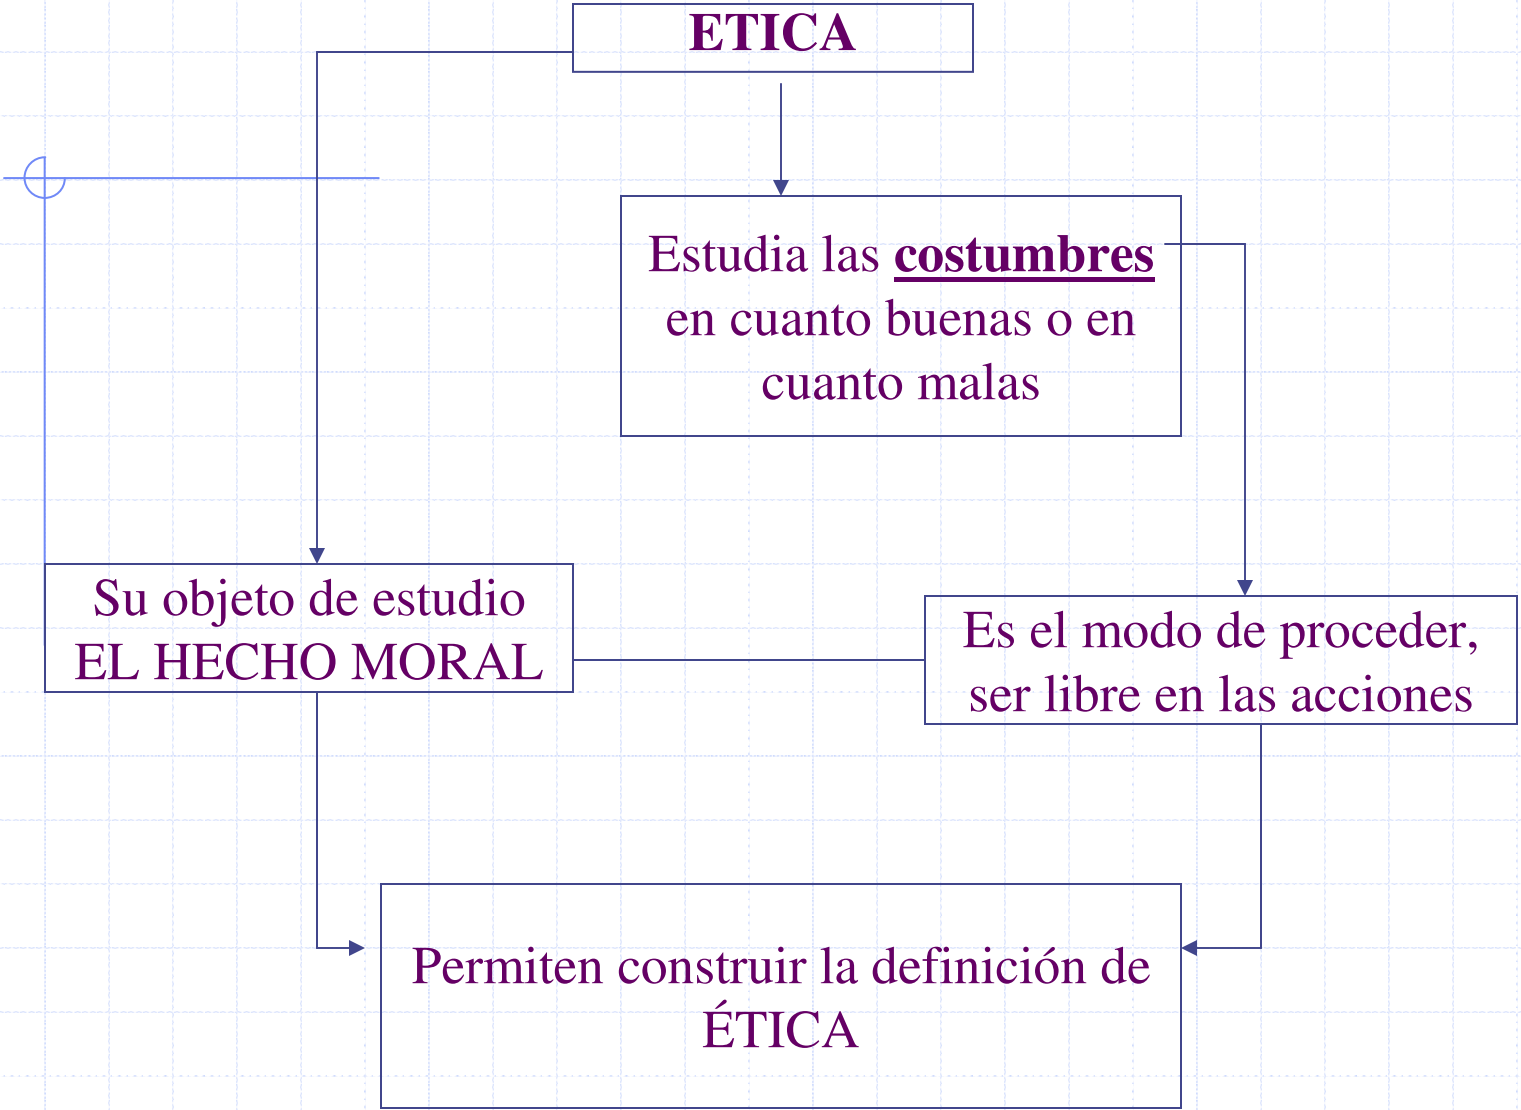 ETICA
Estudia las costumbres
en cuanto buenas o en
cuanto malas
Su objeto de estudio
EL HECHO MORAL
Es el modo de proceder,
ser libre en las acciones
Permiten construir la definición de
ÉTICA